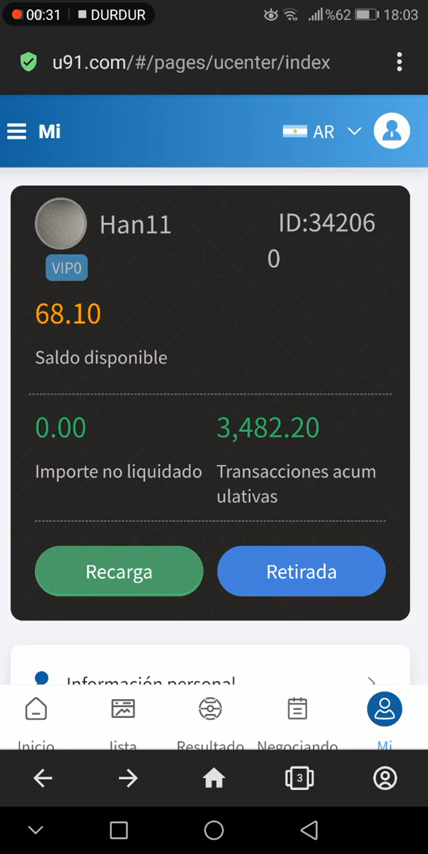 00:31 DURDUR %62 18:03
u91.com/#/pages/ucenter/index
Mi AR
Han11 ID:34206
0
VIP0
68.10
Saldo disponible
0.00 3,482.20
Importe no liquidado Transacciones acum
ulativas
Recarga Retirada
Información personal
Inicio lista Resultado Negociando Mi
3